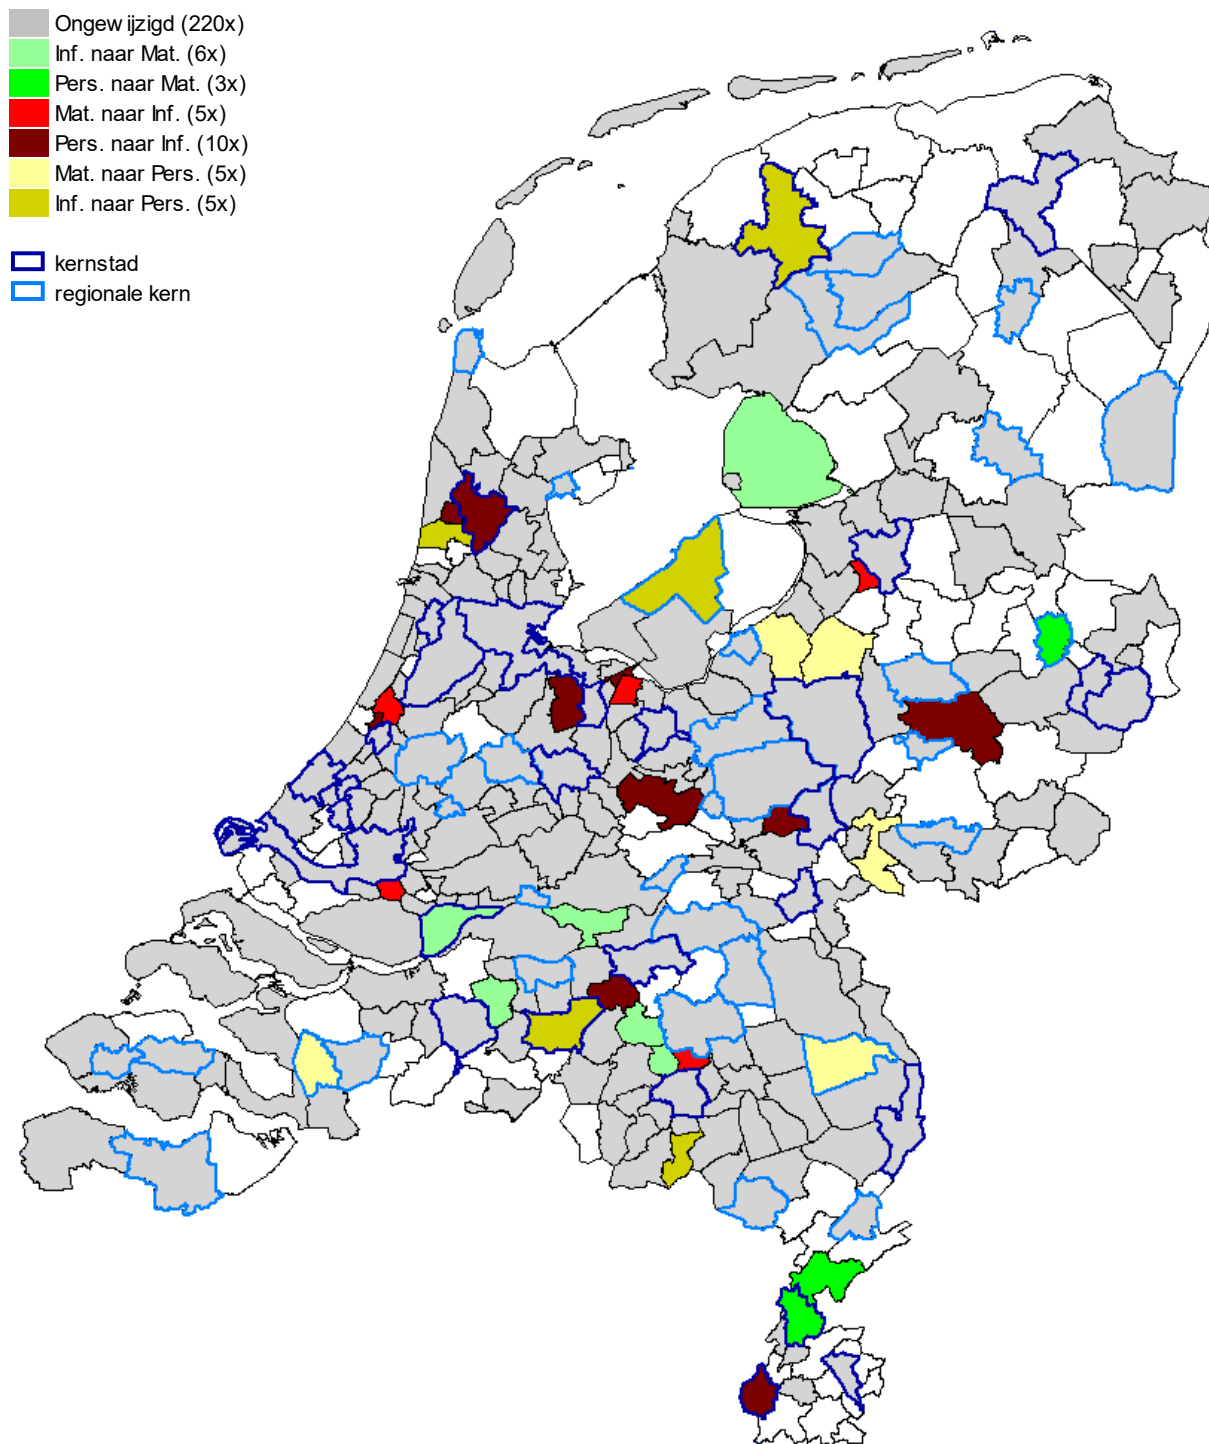 Ongewijzigd (220x)
Inf. naar Mat. (6x)
Pers. naar Mat. (3x)
Mat. naar Inf. (5x)
Pers. naar Inf. (10x)
Mat. naar Pers. (5x)
Inf. naar Pers. (5x)
kernstad
regionale kern